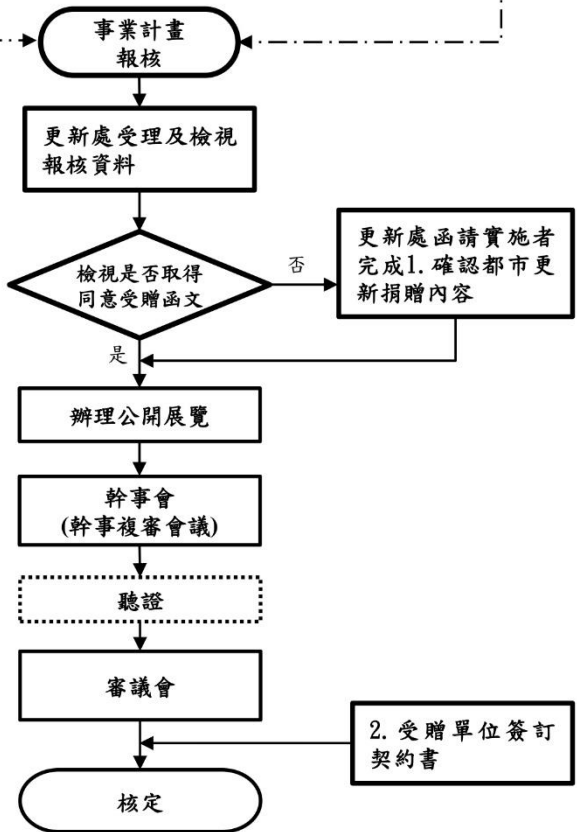 事業計畫
報核
更新處受理及檢視
報核資料
檢視是否取得
同意受贈函文
否
更新處函請實施者
完成1. 確認都市更
新捐贈內容
是
辦理公開展覽
幹事會
(幹事複審會議)
聽證
審議會
2. 受贈單位簽訂
契約書
核定